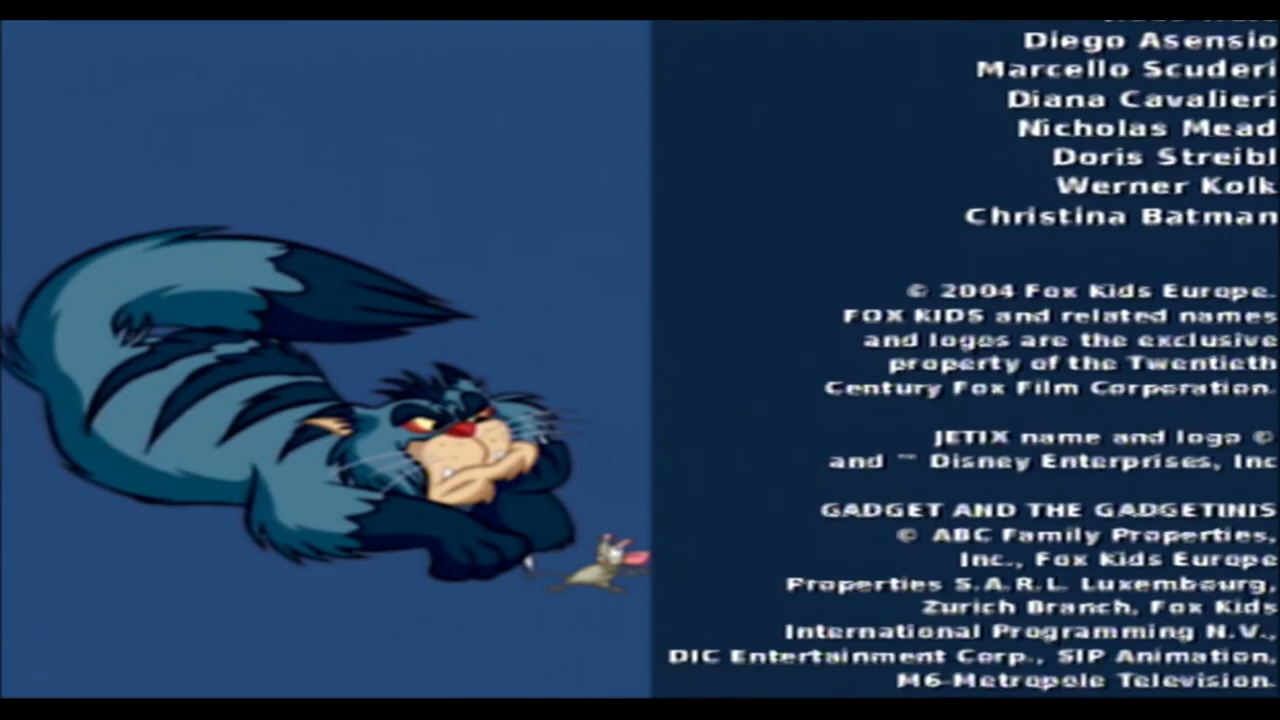 Diego Asensio
Marcello Scuderi
Diana Cavalieri
Nicholas Mead
Doris Streibl
Werner Kolk
Christina Batman
© 2004 Fox Kids Europe.
FOX KIDS and related names
and logos are the exclusive
property of the Twentieth
Century Fox Film Corporation.
JETIX name and logo ©
and ™ Disney Enterprises, Inc
GADGET AND THE GADGETINIS
© ABC Family Properties,
Inc., Fox Kids Europe
Properties S.A.R.L. Luxembourg,
Zurich Branch, Fox Kids
International Programming N.V.,
DIC Entertainment Corp., SIP Animation,
M6-Metropole Television.